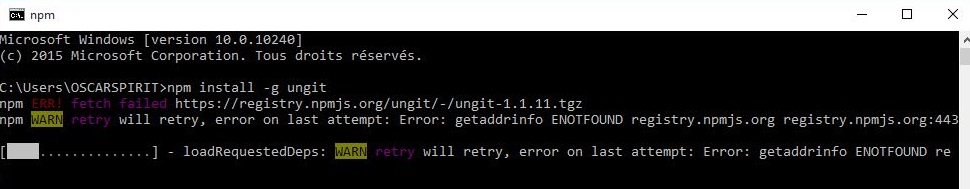 npm
Microsoft Windows [version 10.0.10240]
(c) 2015 Microsoft Corporation. Tous droits réservés.
C:\Users\OSCARSPIRIT>npm install -g ungit
npm ERR! fetch failed https://registry.npmjs.org/ungit/-/ungit-1.1.11.tgz
npm WARN retry will retry, error on last attempt: Error: getaddrinfo ENOTFOUND registry.npmjs.org registry.npmjs.org:443
[ ..............] - loadRequestedDeps: WARN retry will retry, error on last attempt: Error: getaddrinfo ENOTFOUND re